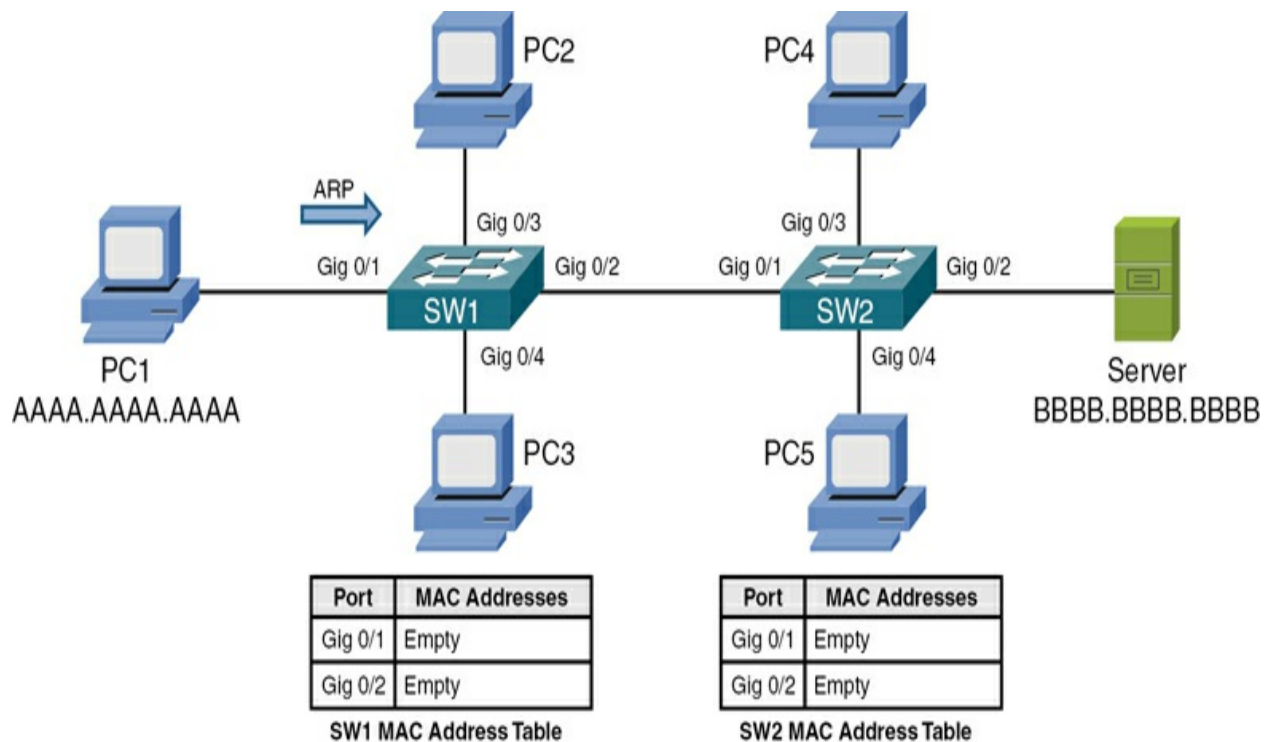 PC2
PC4
ARP
Gig 0/3
Gig 0/3
Gig 0/1
Gig 0/2
Gig 0/1
Gig 0/2
SW1
SW2
Gig 0/4
Gig 0/4
PC1
AAAA.AAAA.AAAA
Server
BBBB.BBBB.BBBB
PC3
PC5
Port MAC Addresses
Gig 0/1 Empty
Gig 0/2 Empty
SW1 MAC Address Table
Port MAC Addresses
Gig 0/1 Empty
Gig 0/2 Empty
SW2 MAC Address Table